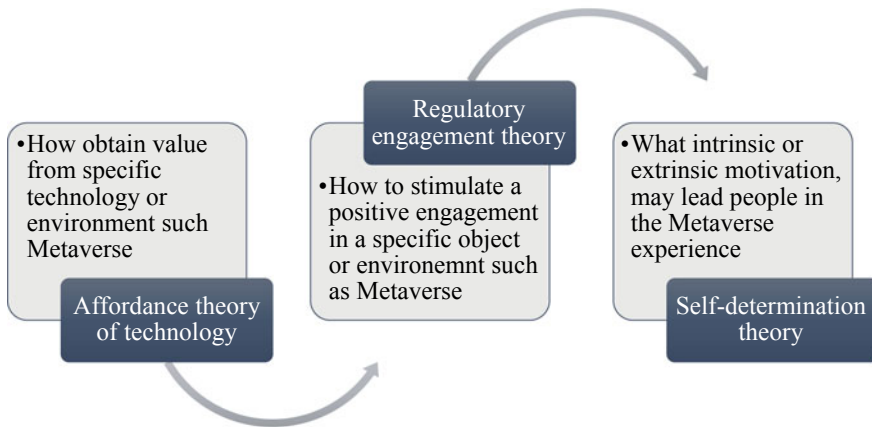 •How obtain value
from specific
technology or
environment such
Metaverse
Affordance theory
of technology
Regulatory
engagement theory
•How to stimulate a
positive engagement
in a specific object
or environemnt such
as Metaverse
•What intrinsic or
extrinsic motivation,
may lead people in
the Metaverse
experience
Self-determination
theory